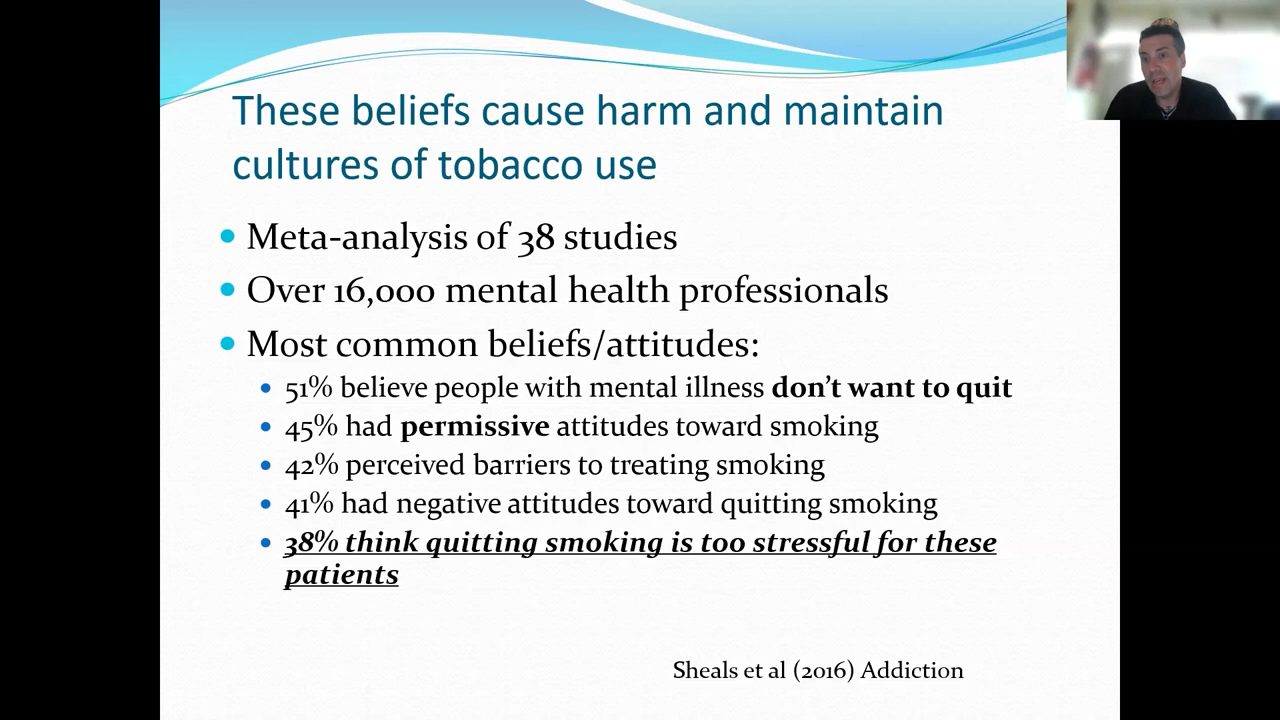 These beliefs cause harm and maintain
cultures of tobacco use
• Meta-analysis of 38 studies
• Over 16,000 mental health professionals
• Most common beliefs/attitudes:
• 51% believe people with mental illness don't want to quit
• 45% had permissive attitudes toward smoking
• 42% perceived barriers to treating smoking
• 41% had negative attitudes toward quitting smoking
• 38% think quitting smoking is too stressful for these
patients
Sheals et al (2016) Addiction